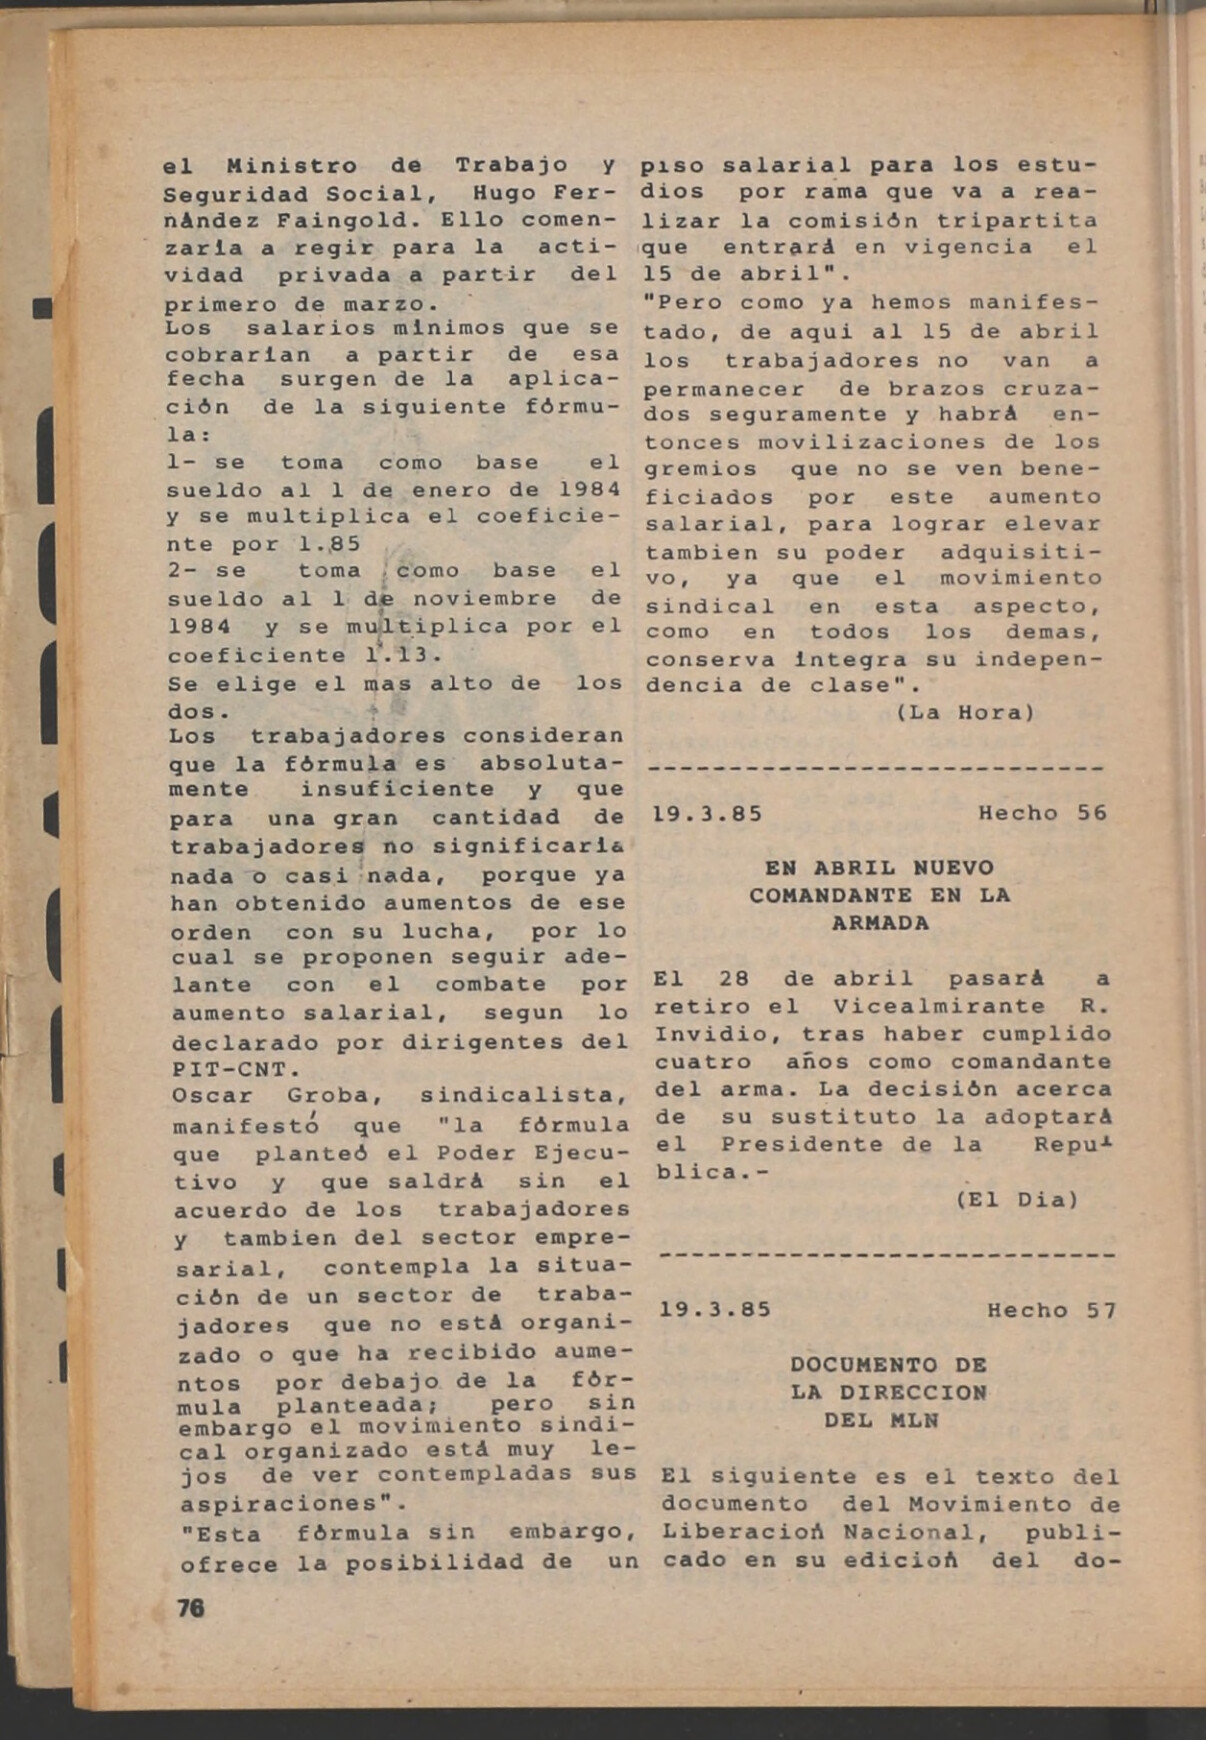 el Ministro de Trabajo y
Seguridad Social, Hugo Fer-
nÁndez Faingold. Ello comen-
zaría a regir para la acti-
vidad privada a partir del
primero de marzo.
Los salarios mínimos que se
cobrarían a partir de esa
fecha surgen de la aplica-
ción de la siguiente fórmu-
la:
1- se toma como base el
sueldo al 1 de enero de 1984
y se multiplica el coeficie-
nte por 1.85
2- se toma como base el
sueldo al 1 de noviembre de
1984 y se multiplica por el
coeficiente 1.13.
Se elige el mas alto de los
dos.
Los trabajadores consideran
que la fórmula es absoluta-
mente insuficiente y que
para una gran cantidad de
trabajadores no significaría
nada o casi nada, porque ya
han obtenido aumentos de ese
orden con su lucha, por lo
cual se proponen seguir ade-
lante con el combate por
aumento salarial, segun lo
declarado por dirigentes del
PIT-CNT.
Oscar Groba, sindicalista,
manifestó que "la fórmula
que planteó el Poder Ejecu-
tivo y que saldrá sin el
acuerdo de los trabajadores
y tambien del sector empre-
sarial, contempla la situa-
ción de un sector de traba-
jadores que no está organi-
zado o que ha recibido aume-
ntos por debajo de la fór-
mula planteada; pero sin
embargo el movimiento sindi-
cal organizado está muy le-
jos de ver contempladas sus
aspiraciones".
"Esta fórmula sin embargo,
ofrece la posibilidad de un
76
piso salarial para los estu-
dios por rama que va a rea-
lizar la comisión tripartita
que entrará en vigencia el
15 de abril".
"Pero como ya hemos manifes-
tado, de aqui al 15 de abril
los trabajadores no van a
permanecer de brazos cruza-
dos seguramente y habrá en-
tonces movilizaciones de los
gremios que no se ven bene-
ficiados por este aumento
salarial, para lograr elevar
tambien su poder adquisiti-
vo, ya que el movimiento
sindical en esta aspecto,
como en todos los demas,
conserva íntegra su indepen-
dencia de clase".
(La Hora)
----------------------------
19.3.85 Hecho 56
EN ABRIL NUEVO
COMANDANTE EN LA
ARMADA
El 28 de abril pasará a
retiro el Vicealmirante R.
Invidio, tras haber cumplido
cuatro años como comandante
del arma. La decisión acerca
de su sustituto la adoptará
el Presidente de la Repu-
blica.-
(El Dia)
----------------------------
19.3.85 Hecho 57
DOCUMENTO DE
LA DIRECCION
DEL MLN
El siguiente es el texto del
documento del Movimiento de
Liberación Nacional, publi-
cado en su edición del do-